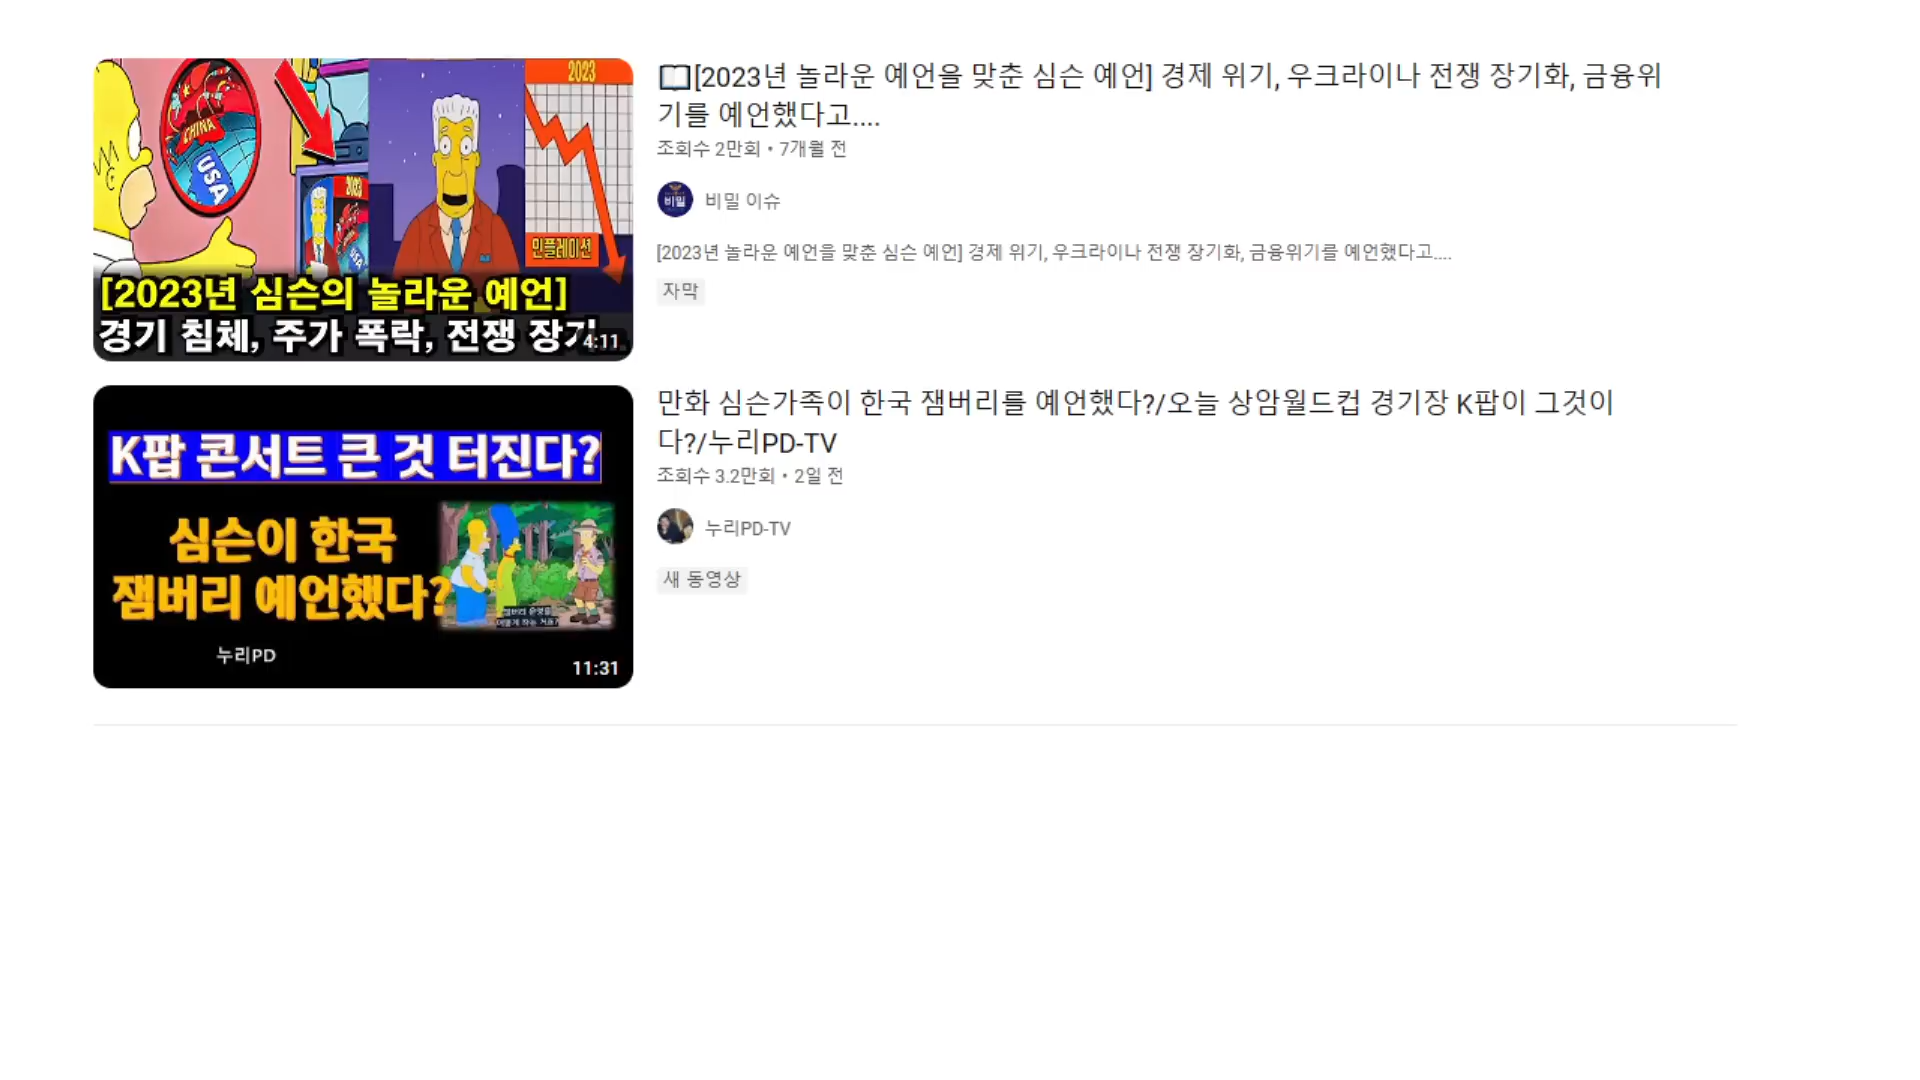 2023
CHINA
USA
2023
USA
인플레이션
[2023년 심슨의 놀라운 예언]
경기 침체, 주가 폭락, 전쟁 장기
4:11
[2023년 놀라운 예언을 맞춘 심슨 예언] 경제 위기, 우크라이나 전쟁 장기화, 금융위
기를 예언했다고....
조회수 2만회 • 7개월 전
비밀
비밀 이슈
[2023년 놀라운 예언을 맞춘 심슨 예언] 경제 위기, 우크라이나 전쟁 장기화, 금융위기를 예언했다고....
자막
K팝 콘서트 큰 것 터진다?
심슨이 한국
잼버리 예언했다?
누리PD
11:31
만화 심슨가족이 한국 잼버리를 예언했다?/오늘 상암월드컵 경기장 K팝이 그것이
다?/누리PD-TV
조회수 3.2만회 • 2일 전
누리PD-TV
새 동영상